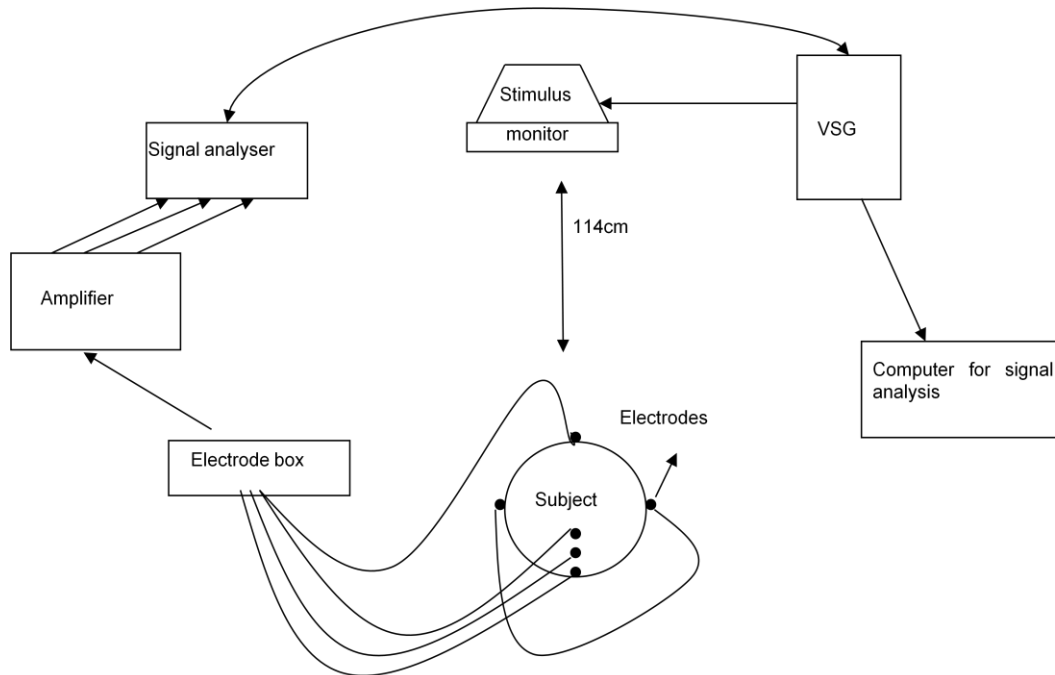 Stimulus
monitor
VSG
Signal analyser
114cm
Amplifier
Computer for signal
analysis
Electrodes
Electrode box
Subject